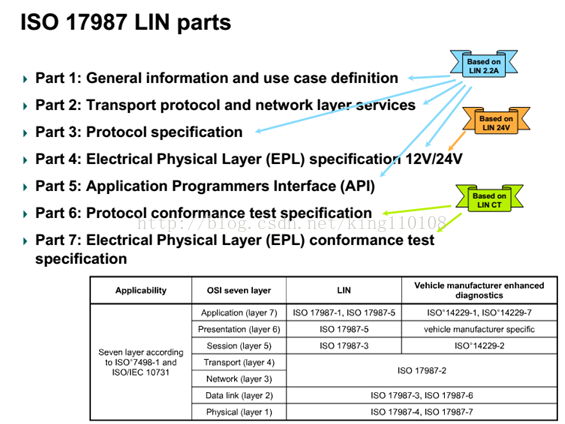 ISO 17987 LIN parts
Based on
LIN 2.2A
Part 1: General information and use case definition
Part 2: Transport protocol and network layer services
Based on
LIN 24V
Part 3: Protocol specification
Part 4: Electrical Physical Layer (EPL) specification 12V/24V
Part 5: Application Programmers Interface (API)
Based on
LIN CT
Part 6: Protocol conformance test specification
http://blog.csdn.net/king110108
Part 7: Electrical Physical Layer (EPL) conformance test
specification
Applicability OSI seven layer LIN Vehicle manufacturer enhanced
diagnostics
Seven layer according
to ISO"7498-1 and
ISO/IEC 10731
Application (layer 7) ISO 17987-1, ISO 17987-5 ISO"14229-1, ISO"14229-7
Presentation (layer 6) ISO 17987-5 vehicle manufacturer specific
Session (layer 5) ISO 17987-3 ISO"14229-2
Transport (layer 4)
ISO 17987-2
Network (layer 3)
Data link (layer 2) ISO 17987-3, ISO 17987-6
Physical (layer 1) ISO 17987-4, ISO 17987-7